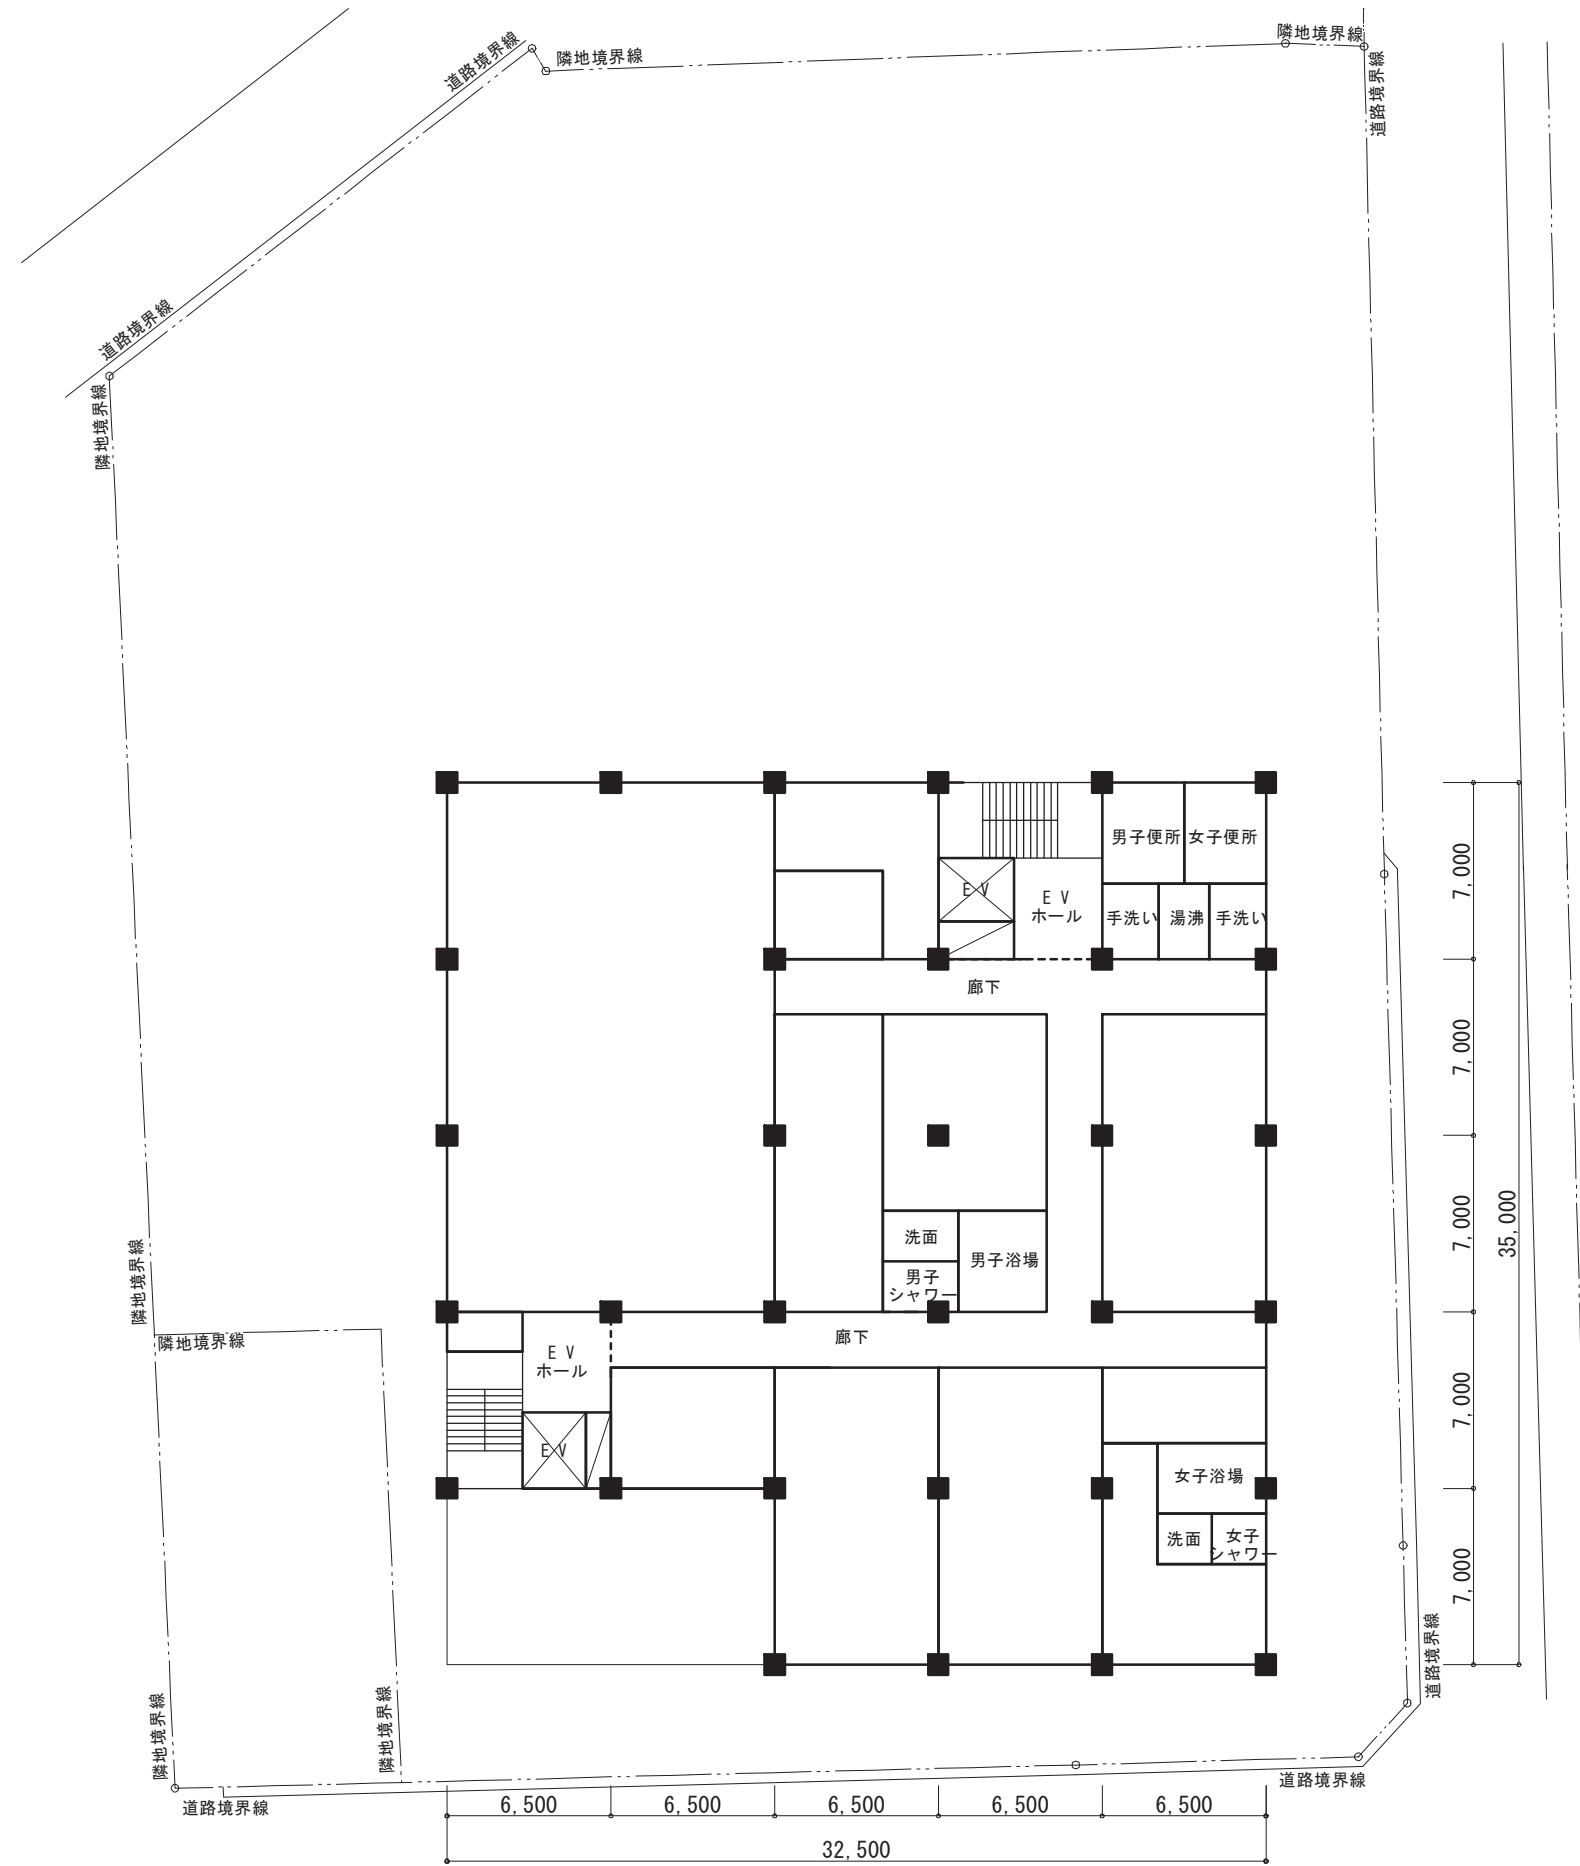 隣地境界線
道路境界線
隣地境界線
道路境界線
道路境界線
隣地境界線
男子便所
女子便所
7,000
EV
EV
ホール
手洗い
湯沸
手洗い
廊下
7,000
35,000
7,000
洗面
男子浴場
男子
シャワー
隣地境界線
隣地境界線
廊下
EV
ホール
7,000
EV
女子浴場
洗面
女子
シャワー
7,000
道路境界線
隣地境界線
隣地境界線
道路境界線
道路境界線
6,500
6,500
6,500
6,500
6,500
32,500